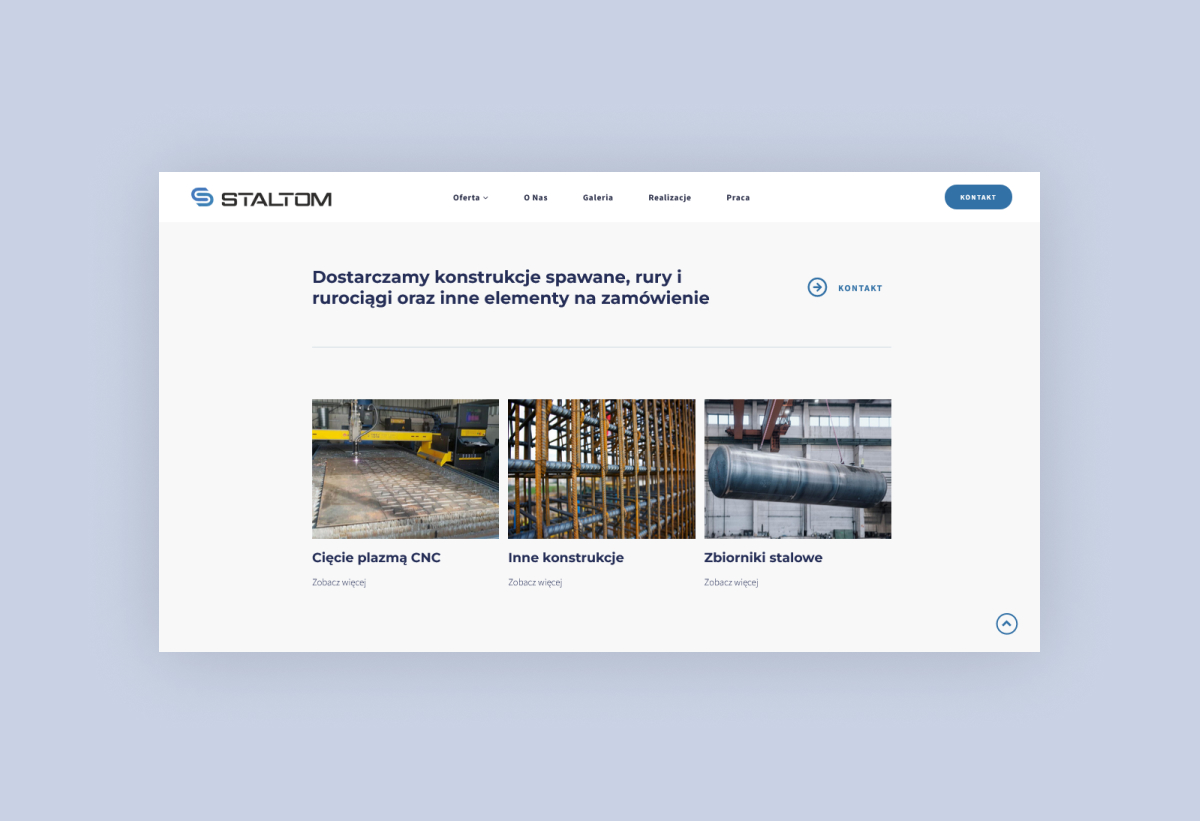 STALTOM
Oferta
O Nas
Galeria
Realizacje
Praca
KONTAKT
Dostarczamy konstrukcje spawane, rury i
rurociągi oraz inne elementy na zamówienie
KONTAKT
Cięcie plazmą CNC
Inne konstrukcje
Zbiorniki stalowe
Zobacz więcej
Zobacz więcej
Zobacz więcej